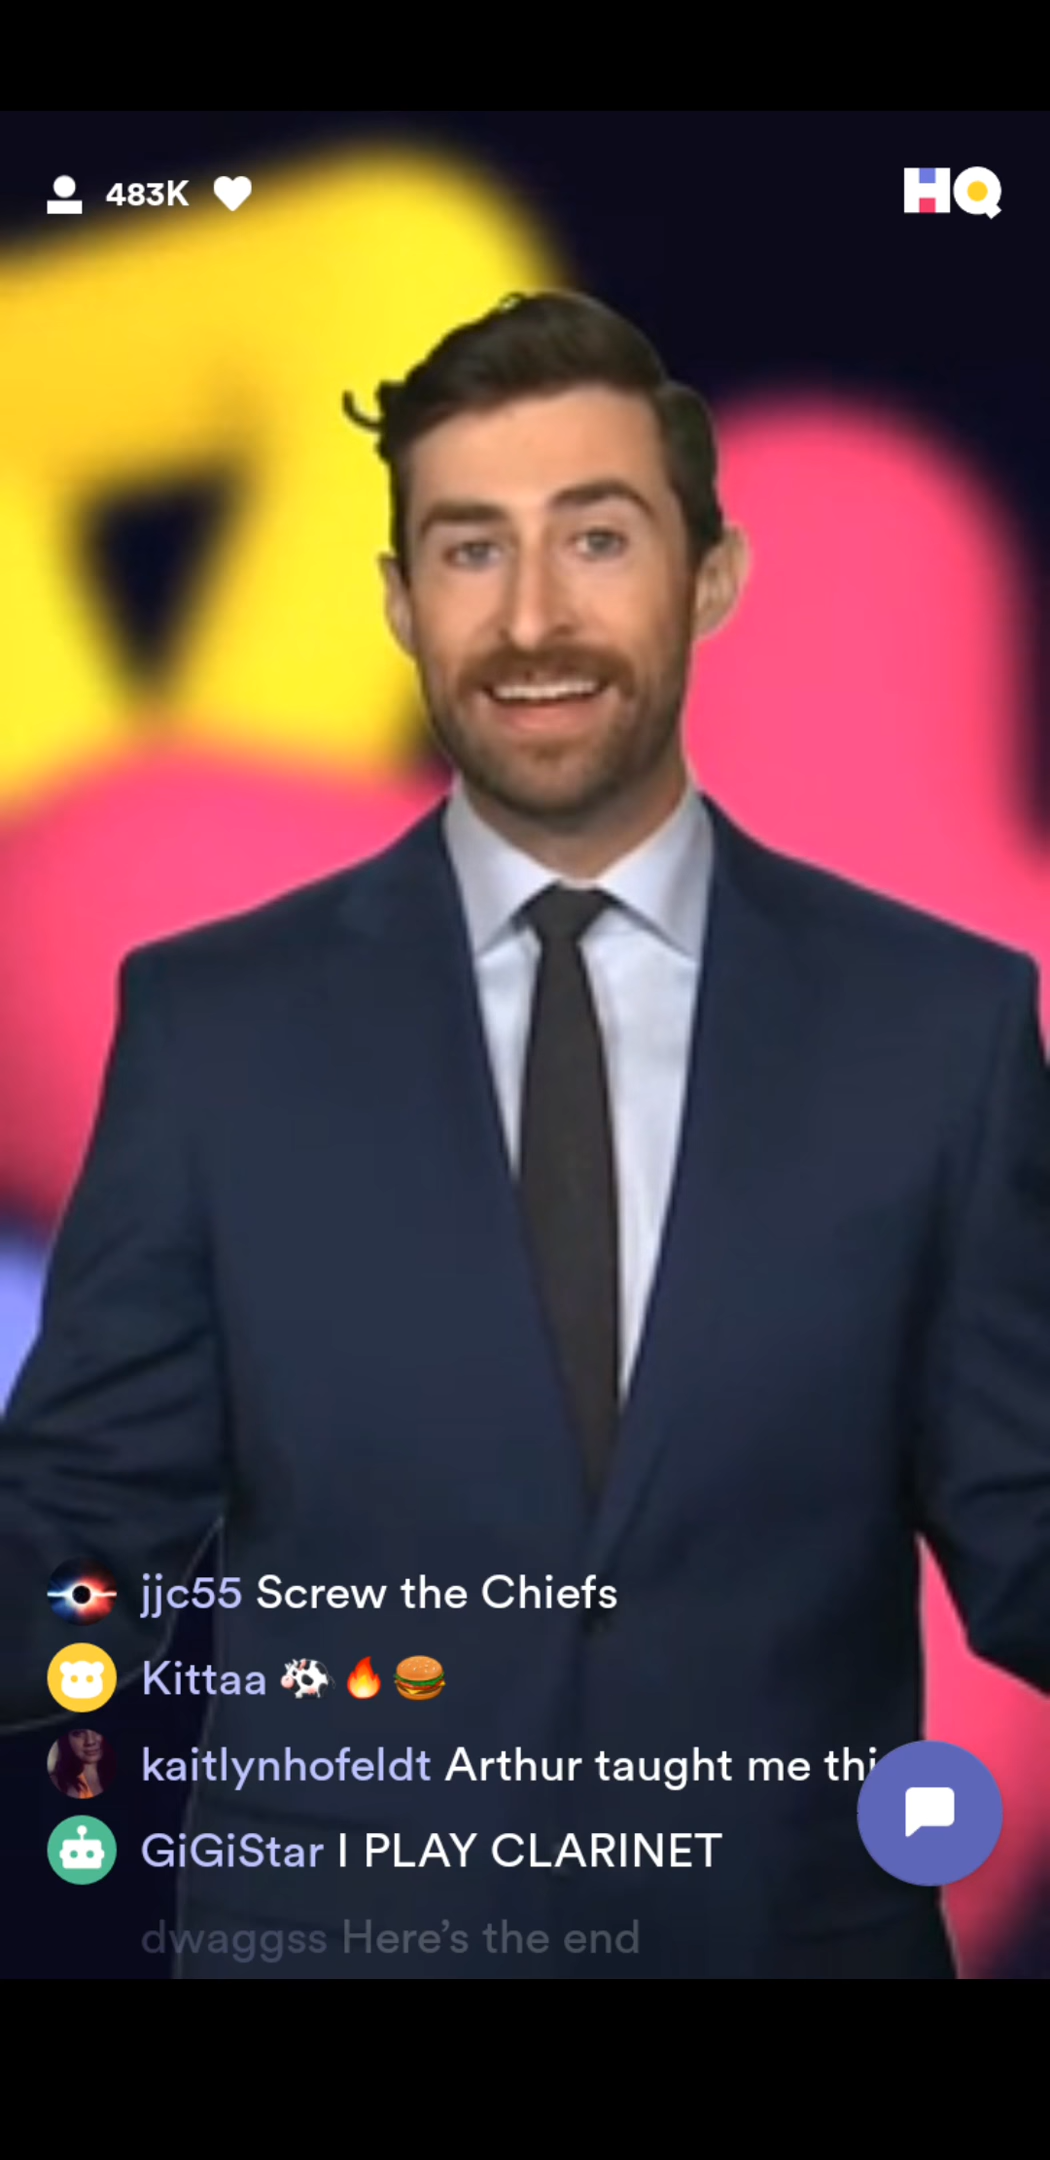 483K
HQ
jjc55 Screw the Chiefs
Kittaa 🐄🔥🍔
kaitlynhofeldt Arthur taught me thi
GiGiStar I PLAY CLARINET
dwaggss Here’s the end